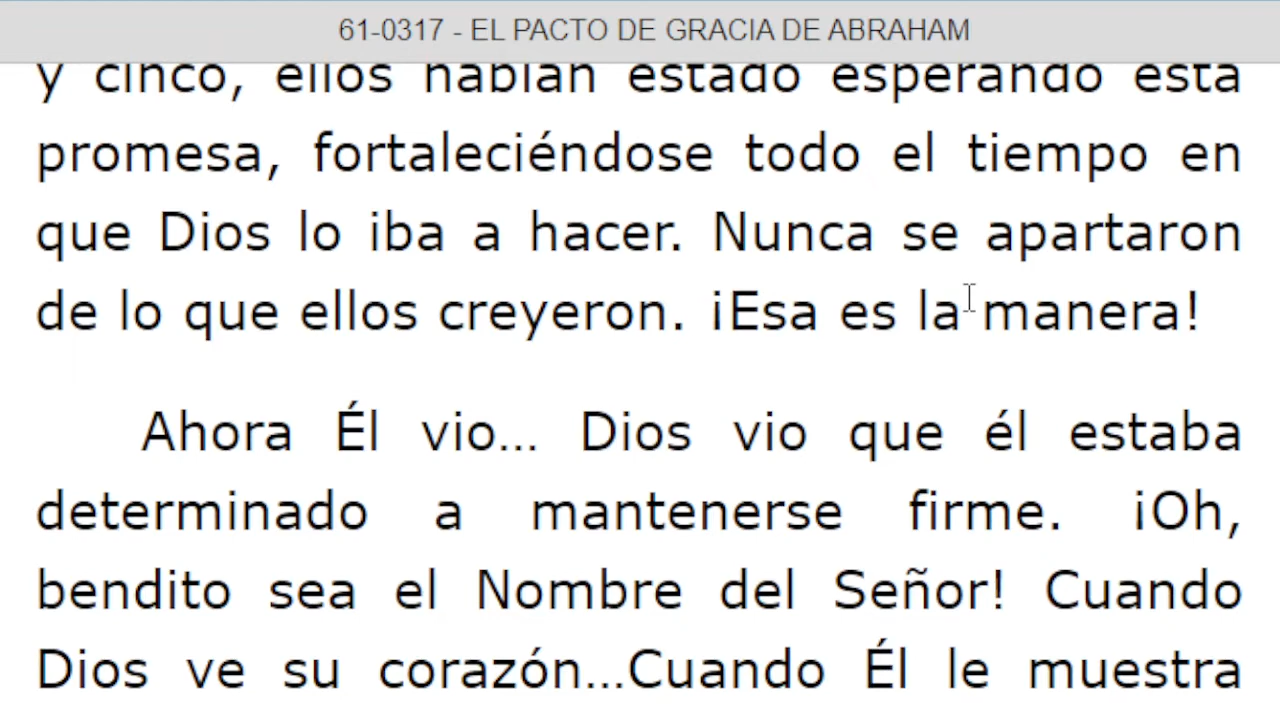 61-0317 - EL PACTO DE GRACIA DE ABRAHAM
y cinco, ellos habían estado esperando esta
promesa, fortaleciéndose todo el tiempo en
que Dios lo iba a hacer. Nunca se apartaron
de lo que ellos creyeron. ¡Esa es la manera!
Ahora Él vio... Dios vio que él estaba
determinado a mantenerse firme. ¡Oh,
bendito sea el Nombre del Señor! Cuando
Dios ve su corazón...Cuando Él le muestra